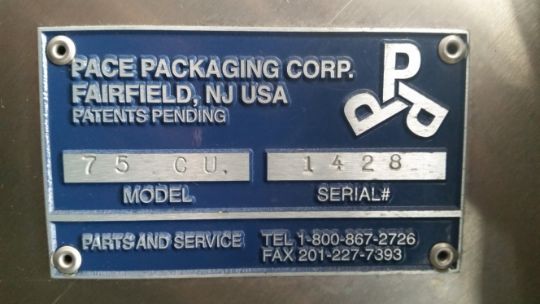 PACE PACKAGING CORP.
FAIRFIELD, NJ USA
PATENTS PENDING
P P P
75 CU. 1428
MODEL SERIAL#
PARTS AND SERVICE TEL 1-800-867-2726
FAX 201-227-7393